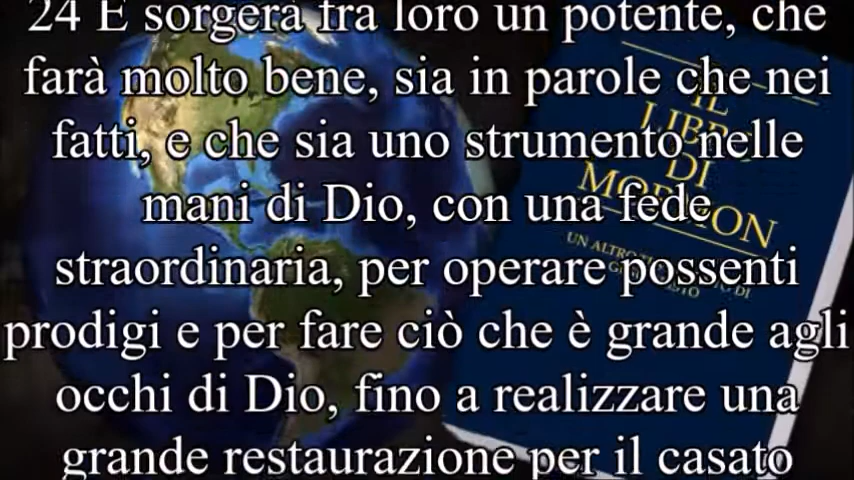 24 E sorgerà fra loro un potente, che
farà molto bene, sia in parole che nei
fatti, e che sia uno strumento nelle
mani di Dio, con una fede
straordinaria, per operare possenti
prodigi e per fare ciò che è grande agli
occhi di Dio, fino a realizzare una
grande restaurazione per il casato
IL
LIBRO
DI
MORMON
UN ALTRO DI